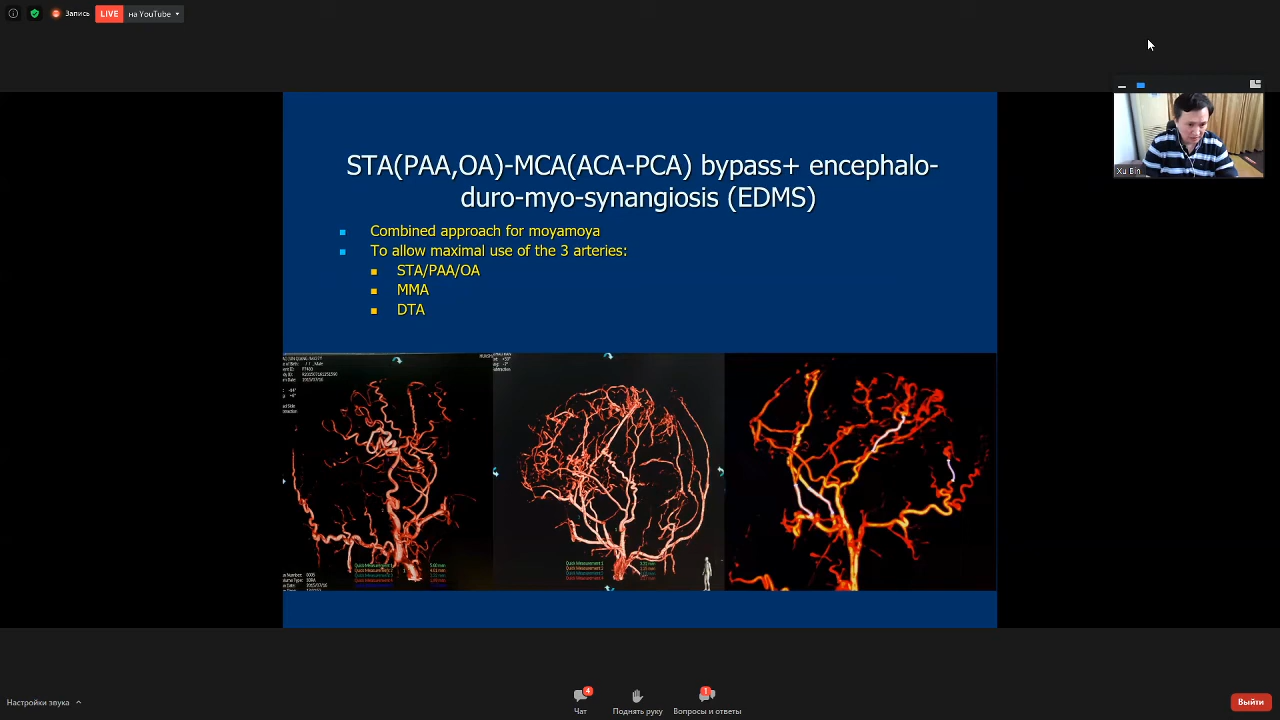 Запись
LIVE
на YouTube
Xu Bin
STA(PAA,OA)-MCA(ACA-PCA) bypass+ encephalo-
duro-myo-synangiosis (EDMS)
Combined approach for moyamoya
To allow maximal use of the 3 arteries:
STA/PAA/OA
MMA
DTA
Настройки звука
4
Чат
Поднять руку
1
Вопросы и ответы
Выйти